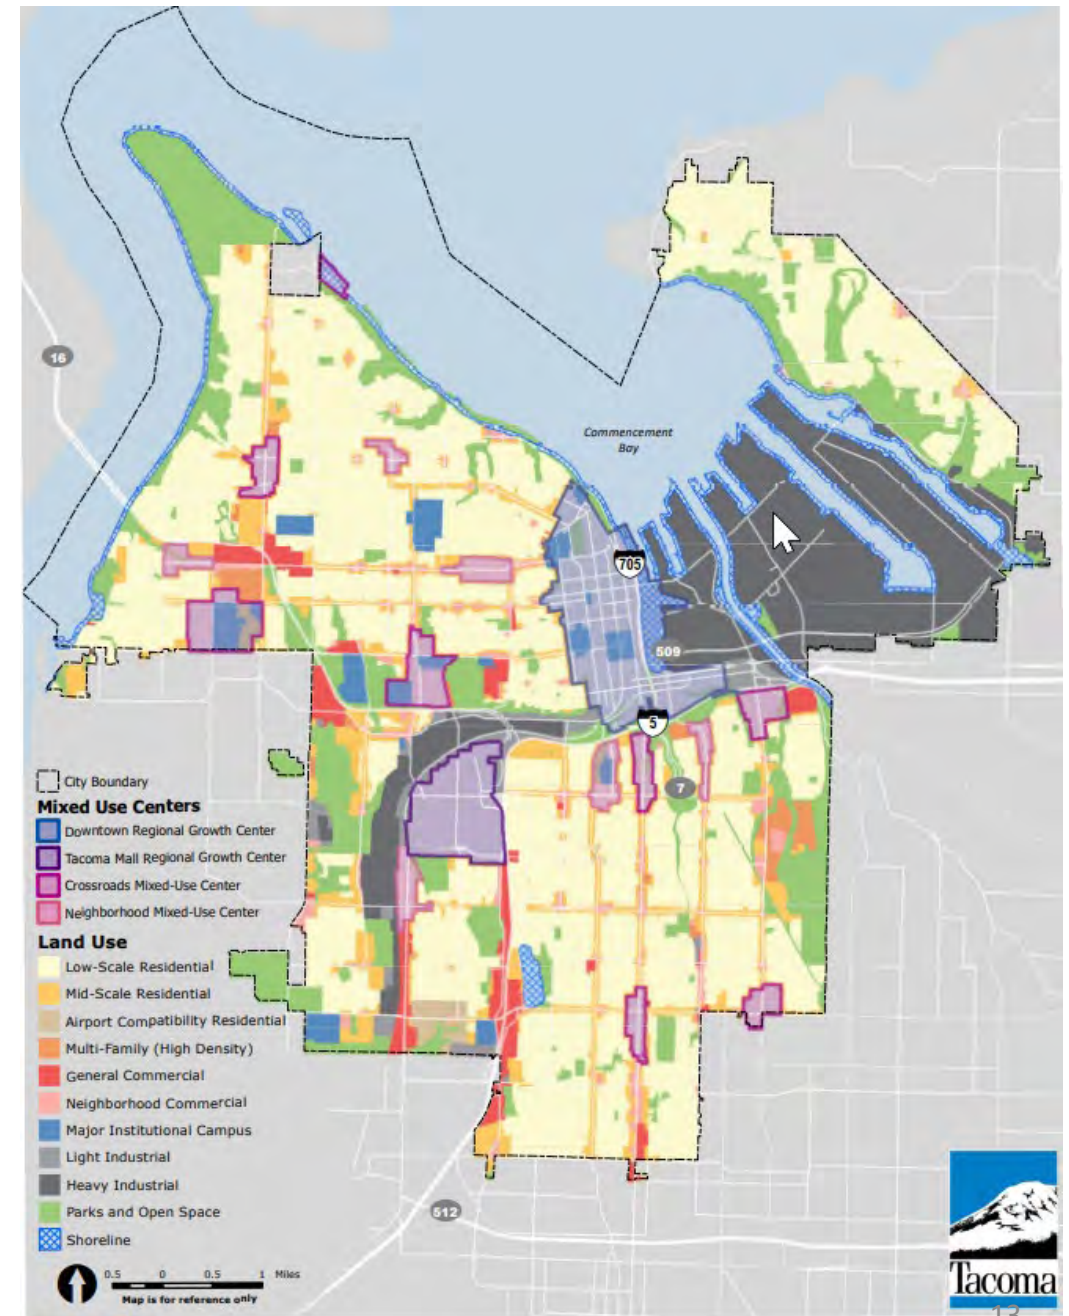 16
Commencement
Bay
705
509
5
7
City Boundary
Mixed Use Centers
Downtown Regional Growth Center
Tacoma Mall Regional Growth Center
Crossroads Mixed-Use Center
Neighborhood Mixed-Use Center
Land Use
Low-Scale Residential
Mid-Scale Residential
Airport Compatibility Residential
Multi-Family (High Density)
General Commercial
Neighborhood Commercial
Major Institutional Campus
Light Industrial
Heavy Industrial
Parks and Open Space
Shoreline
512
0.5 0 0.5 1 Miles
Map is for reference only
Tacoma